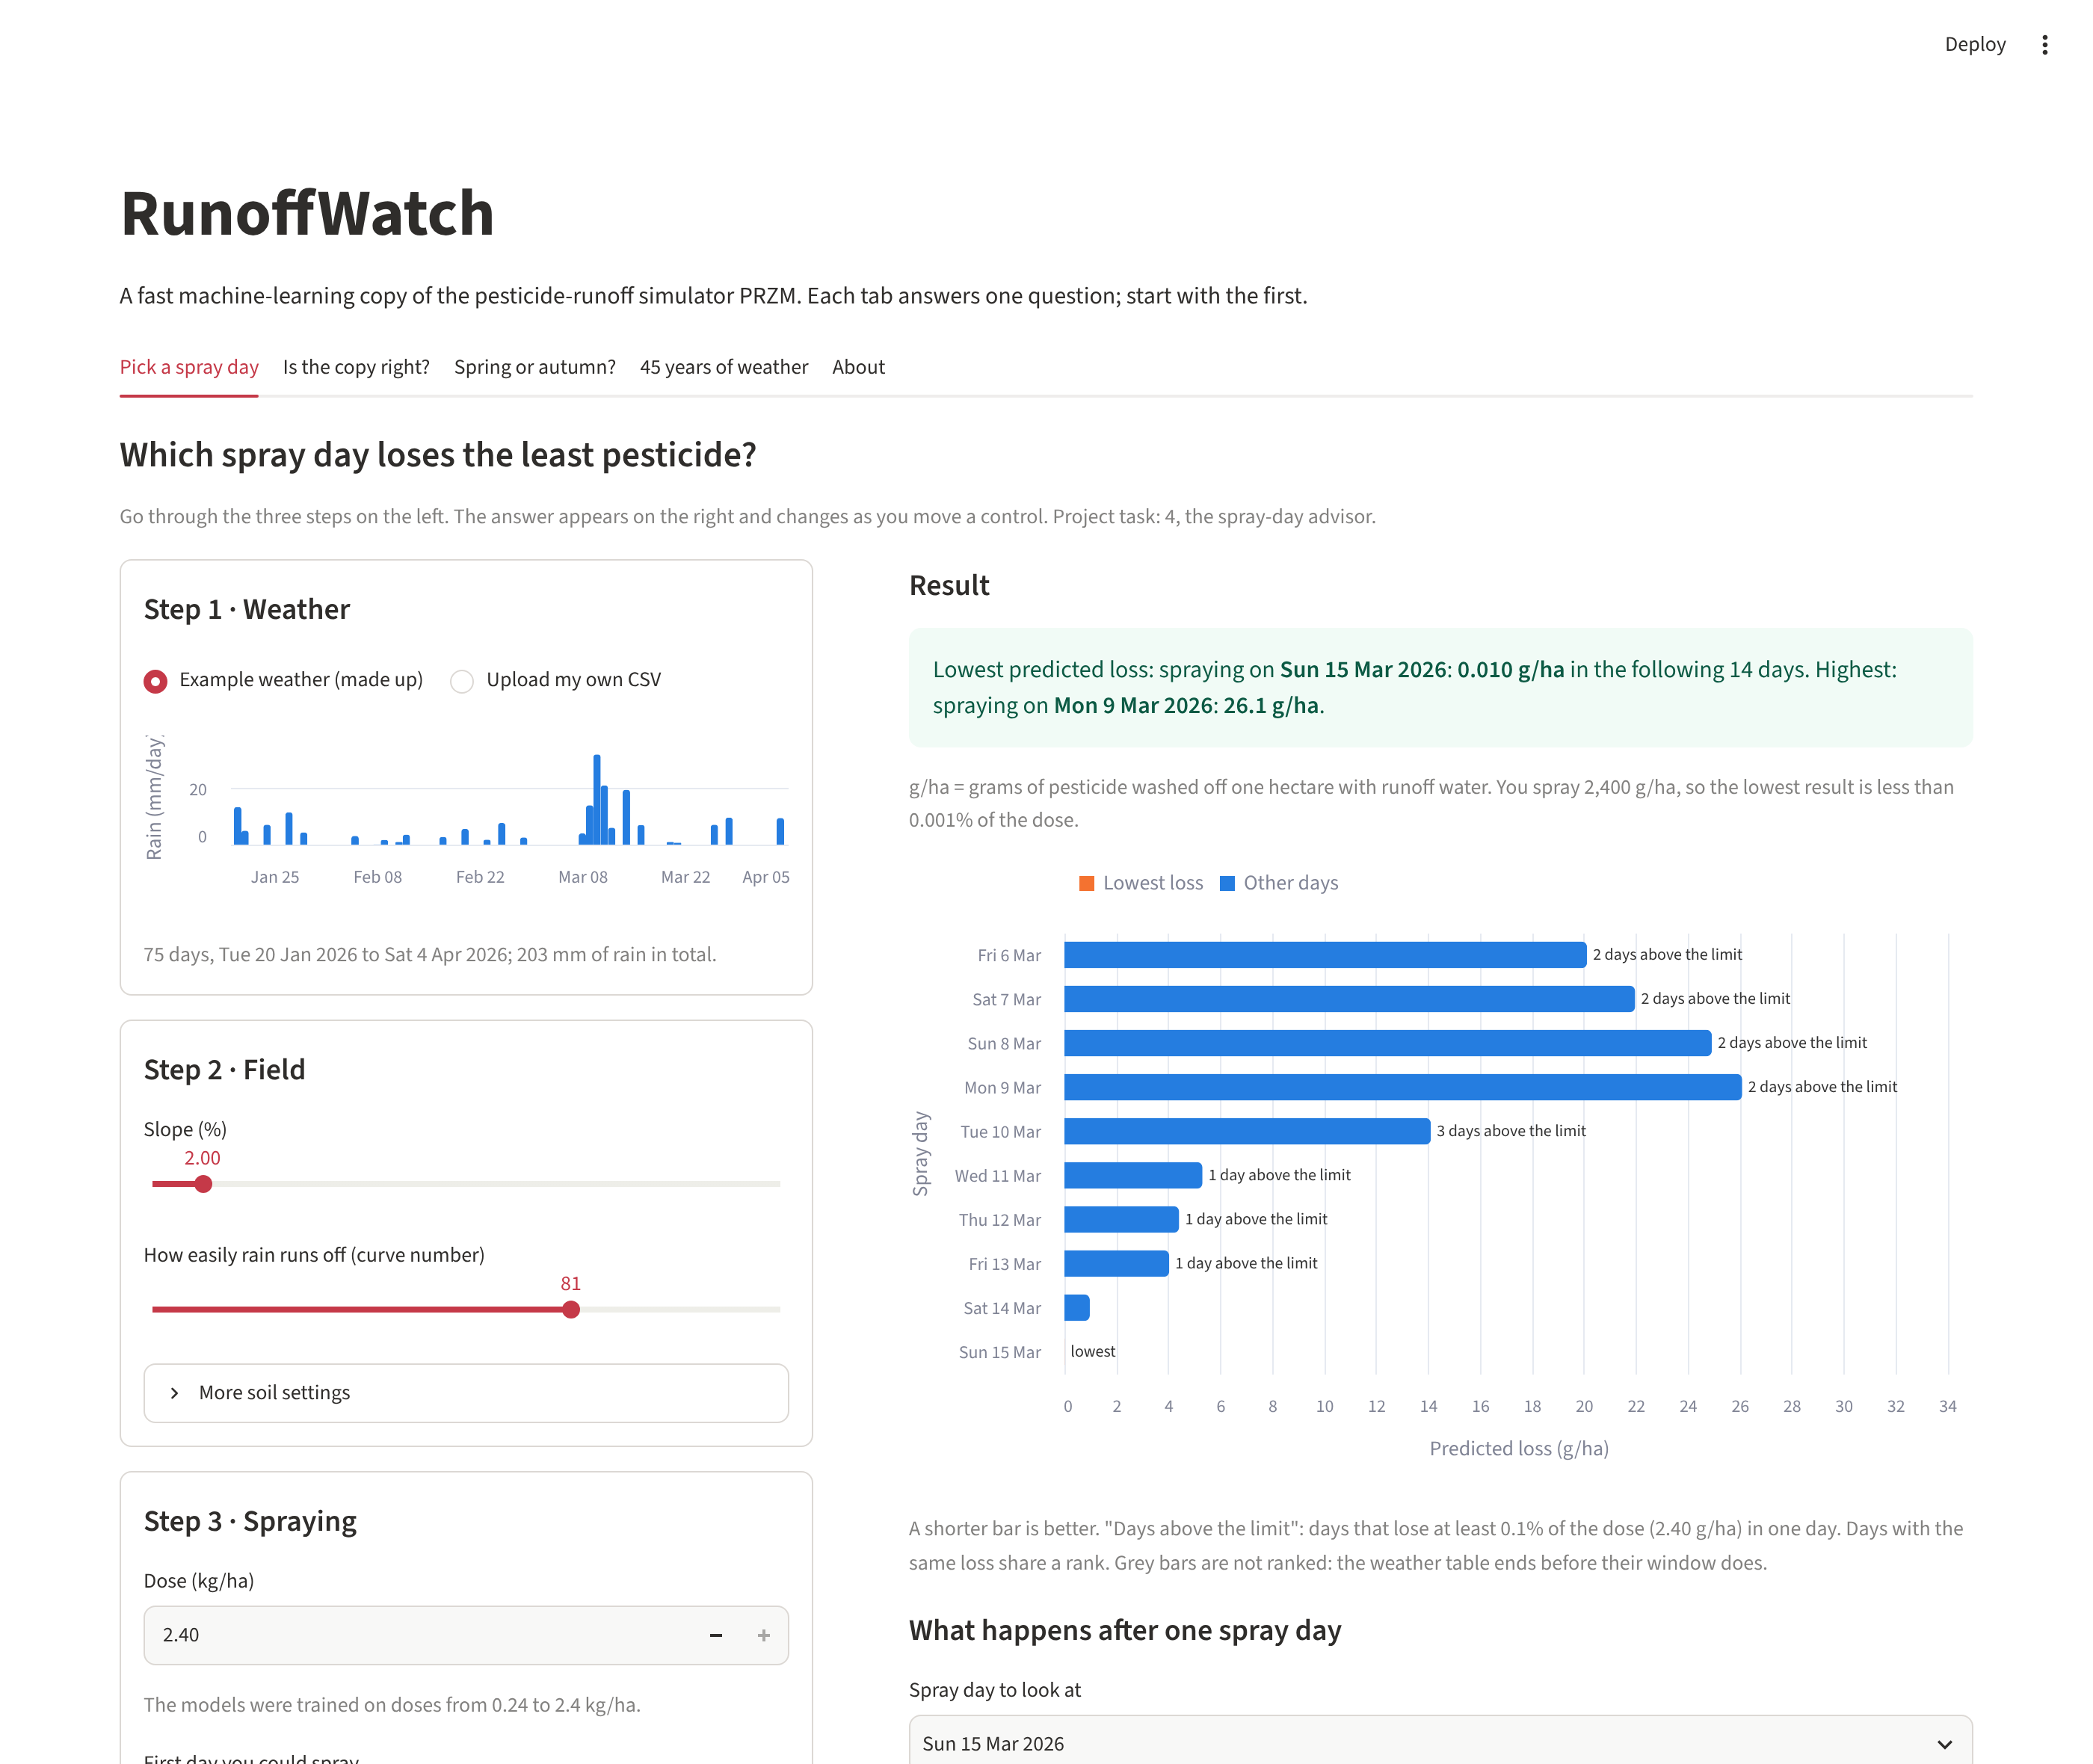 Deploy
RunoffWatch
A fast machine-learning copy of the pesticide-runoff simulator PRZM. Each tab answers one question; start with the first.
Pick a spray day
Is the copy right?
Spring or autumn?
45 years of weather
About
Which spray day loses the least pesticide?
Go through the three steps on the left. The answer appears on the right and changes as you move a control. Project task: 4, the spray-day advisor.
Step 1 · Weather
Example weather (made up)
Upload my own CSV
Rain (mm/day)
20
0
Jan 25
Feb 08
Feb 22
Mar 08
Mar 22
Apr 05
75 days, Tue 20 Jan 2026 to Sat 4 Apr 2026; 203 mm of rain in total.
Step 2 · Field
Slope (%)
2.00
How easily rain runs off (curve number)
81
More soil settings
Step 3 · Spraying
Dose (kg/ha)
2.40
The models were trained on doses from 0.24 to 2.4 kg/ha.
First day you could spray
Result
Lowest predicted loss: spraying on Sun 15 Mar 2026: 0.010 g/ha in the following 14 days. Highest:
spraying on Mon 9 Mar 2026: 26.1 g/ha.
g/ha = grams of pesticide washed off one hectare with runoff water. You spray 2,400 g/ha, so the lowest result is less than
0.001% of the dose.
Lowest loss
Other days
Spray day
Fri 6 Mar
2 days above the limit
Sat 7 Mar
2 days above the limit
Sun 8 Mar
2 days above the limit
Mon 9 Mar
2 days above the limit
Tue 10 Mar
3 days above the limit
Wed 11 Mar
1 day above the limit
Thu 12 Mar
1 day above the limit
Fri 13 Mar
1 day above the limit
Sat 14 Mar
Sun 15 Mar
lowest
0 2 4 6 8 10 12 14 16 18 20 22 24 26 28 30 32 34
Predicted loss (g/ha)
A shorter bar is better. "Days above the limit": days that lose at least 0.1% of the dose (2.40 g/ha) in one day. Days with the
same loss share a rank. Grey bars are not ranked: the weather table ends before their window does.
What happens after one spray day
Spray day to look at
Sun 15 Mar 2026